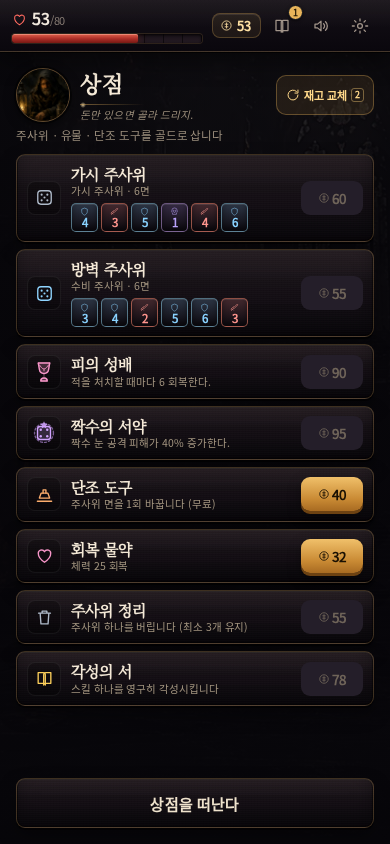 53/80
53
1
상점
돈만 있으면 골라 드리지.
재고 교체 2
주사위 · 유물 · 단조 도구를 골드로 삽니다
가시 주사위
가시 주사위 · 6면
4 3 5 1 4 6
60
방벽 주사위
수비 주사위 · 6면
3 4 2 5 6 3
55
피의 성배
적을 처치할 때마다 6 회복한다.
90
짝수의 서약
짝수 눈 공격 피해가 40% 증가한다.
95
단조 도구
주사위 면을 1회 바꿉니다 (무료)
40
회복 물약
체력 25 회복
32
주사위 정리
주사위 하나를 버립니다 (최소 3개 유지)
55
각성의 서
스킬 하나를 영구히 각성시킵니다
78
상점을 떠난다